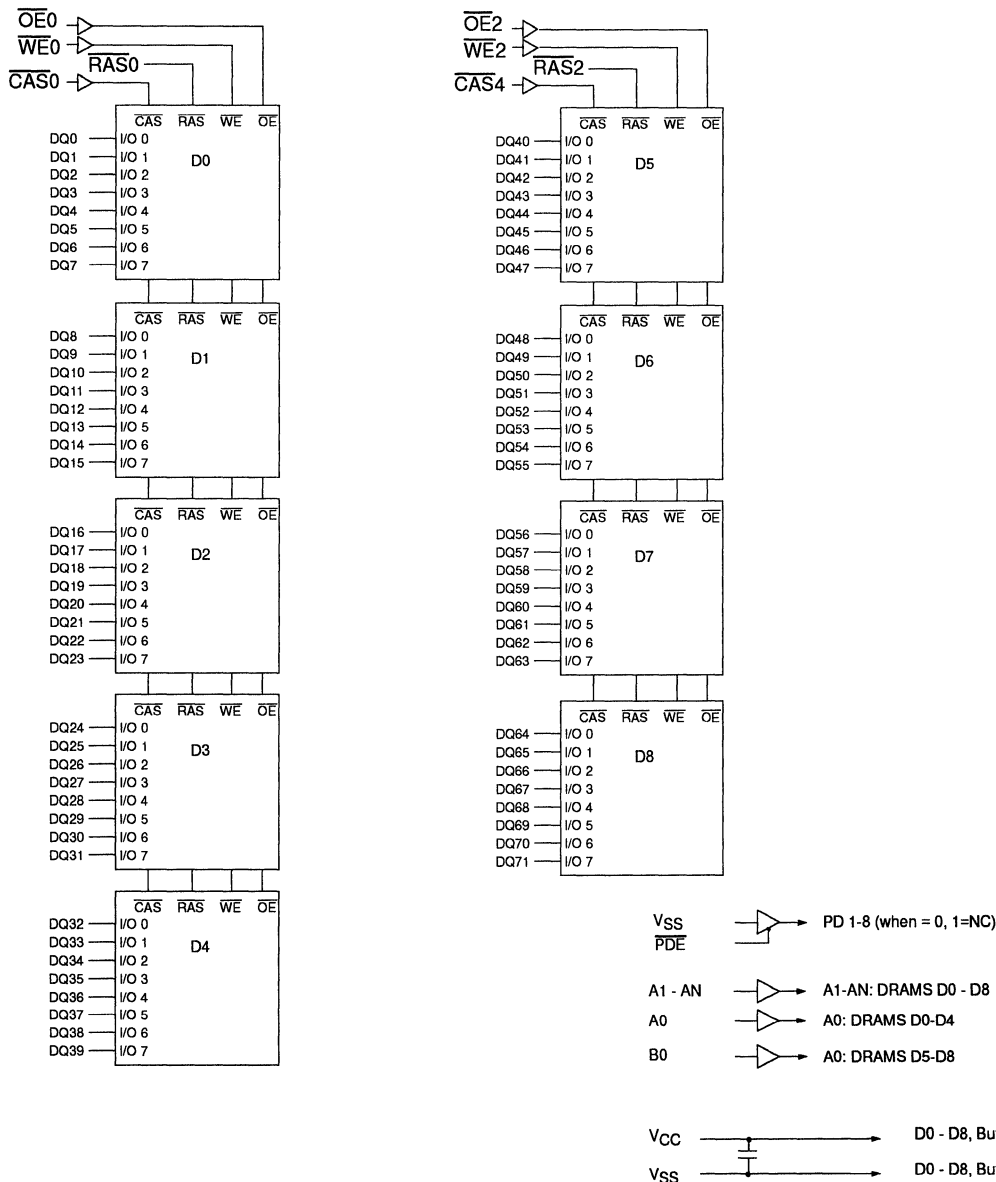 OE0
WE0
RAS0
CAS0
CAS RAS WE OE
D0
DQ0 I/O 0
DQ1 I/O 1
DQ2 I/O 2
DQ3 I/O 3
DQ4 I/O 4
DQ5 I/O 5
DQ6 I/O 6
DQ7 I/O 7
CAS RAS WE OE
D1
DQ8 I/O 0
DQ9 I/O 1
DQ10 I/O 2
DQ11 I/O 3
DQ12 I/O 4
DQ13 I/O 5
DQ14 I/O 6
DQ15 I/O 7
CAS RAS WE OE
D2
DQ16 I/O 0
DQ17 I/O 1
DQ18 I/O 2
DQ19 I/O 3
DQ20 I/O 4
DQ21 I/O 5
DQ22 I/O 6
DQ23 I/O 7
CAS RAS WE OE
D3
DQ24 I/O 0
DQ25 I/O 1
DQ26 I/O 2
DQ27 I/O 3
DQ28 I/O 4
DQ29 I/O 5
DQ30 I/O 6
DQ31 I/O 7
CAS RAS WE OE
D4
DQ32 I/O 0
DQ33 I/O 1
DQ34 I/O 2
DQ35 I/O 3
DQ36 I/O 4
DQ37 I/O 5
DQ38 I/O 6
DQ39 I/O 7
OE2
WE2
RAS2
CAS4
CAS RAS WE OE
D5
DQ40 I/O 0
DQ41 I/O 1
DQ42 I/O 2
DQ43 I/O 3
DQ44 I/O 4
DQ45 I/O 5
DQ46 I/O 6
DQ47 I/O 7
CAS RAS WE OE
D6
DQ48 I/O 0
DQ49 I/O 1
DQ50 I/O 2
DQ51 I/O 3
DQ52 I/O 4
DQ53 I/O 5
DQ54 I/O 6
DQ55 I/O 7
CAS RAS WE OE
D7
DQ56 I/O 0
DQ57 I/O 1
DQ58 I/O 2
DQ59 I/O 3
DQ60 I/O 4
DQ61 I/O 5
DQ62 I/O 6
DQ63 I/O 7
CAS RAS WE OE
D8
DQ64 I/O 0
DQ65 I/O 1
DQ66 I/O 2
DQ67 I/O 3
DQ68 I/O 4
DQ69 I/O 5
DQ70 I/O 6
DQ71 I/O 7
VSS PD 1-8 (when = 0, 1=NC)
PDE
A1 - AN A1-AN: DRAMS D0 - D8
A0 A0: DRAMS D0-D4
B0 A0: DRAMS D5-D8
VCC D0 - D8, Bu
VSS D0 - D8, Bu